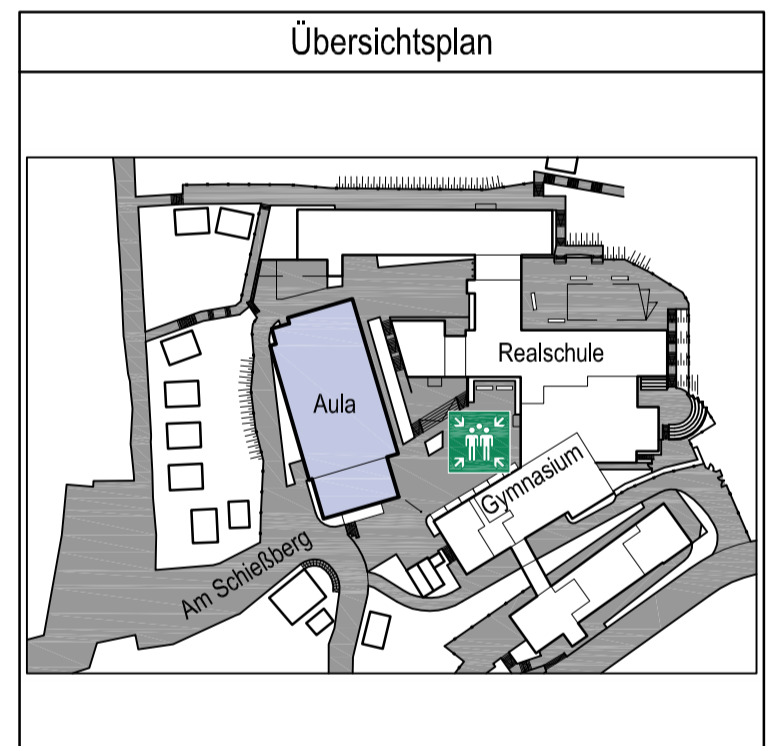 Übersichtsplan
Realschule
Aula
Gymnasium
Am Schießberg